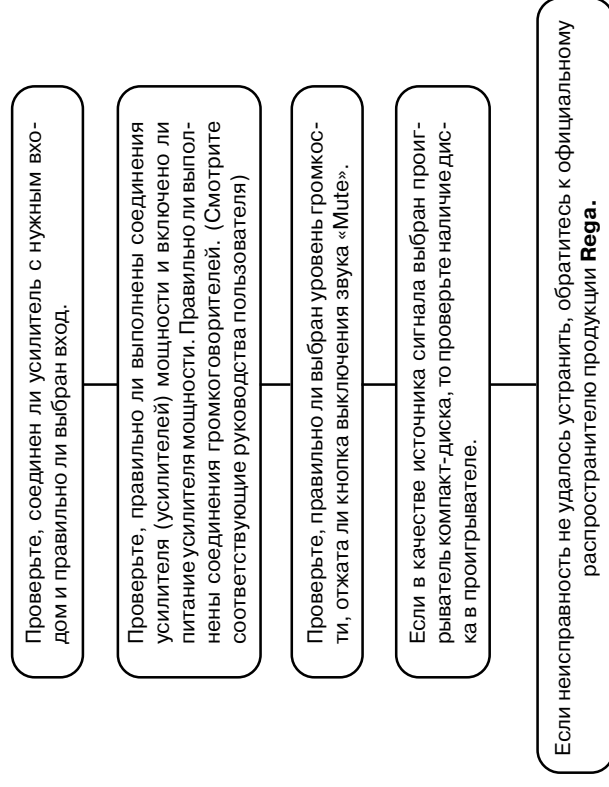 Проверьте, соединен ли усилитель с нужным вхо-
дом и правильно ли выбран вход.
Проверьте, правильно ли выполнены соединения
усилителя (усилителей) мощности и включено ли
питание усилителя мощности. Правильно ли выпол-
нены соединения громкоговорителей. (Смотрите
соответствующие руководства пользователя)
Проверьте, правильно ли выбран уровень громкос-
ти, отжата ли кнопка выключения звука «Mute».
Если в качестве источника сигнала выбран проиг-
рыватель компакт-диска, то проверьте наличие дис-
ка в проигрывателе.
Если неисправность не удалось устранить, обратитесь к официальному
распространителю продукции Rega.